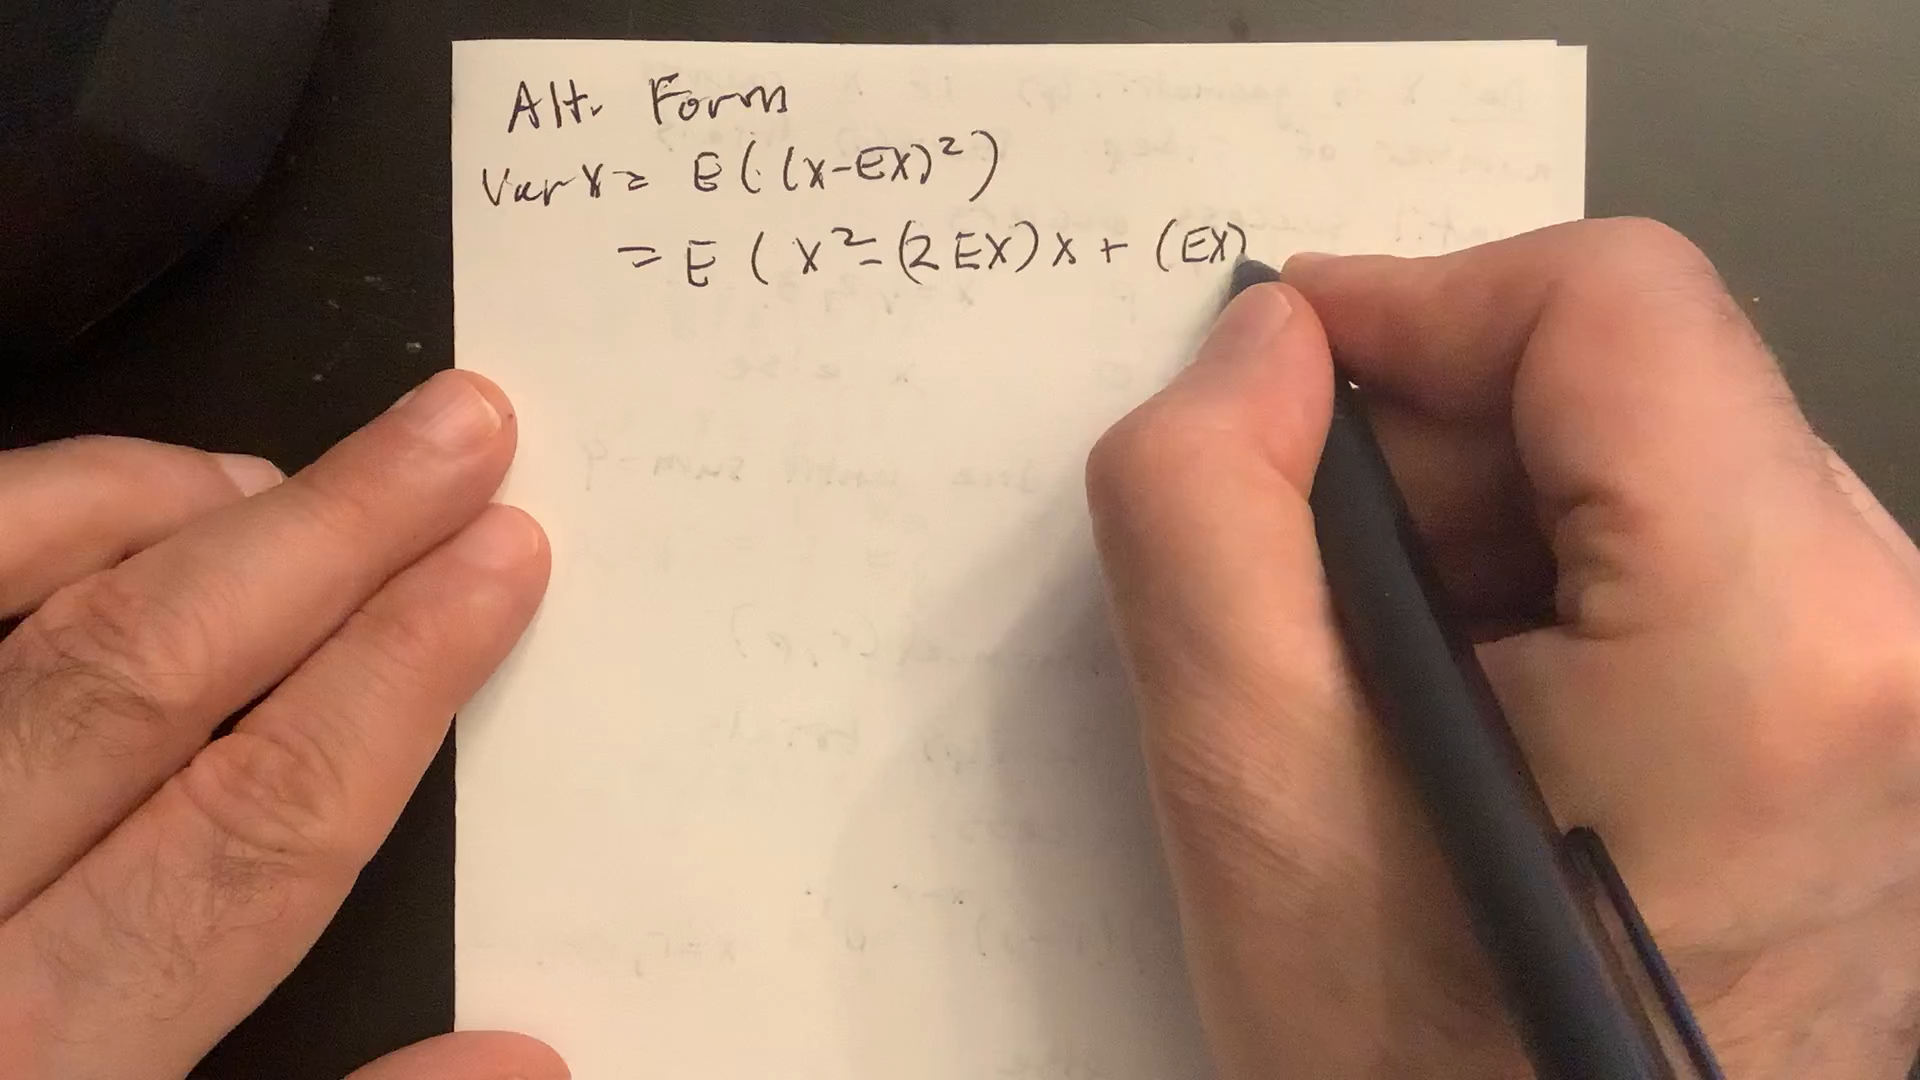 Alt. Form
Var X = E((X-EX)²)
= E(X²-(2EX)X+(EX)